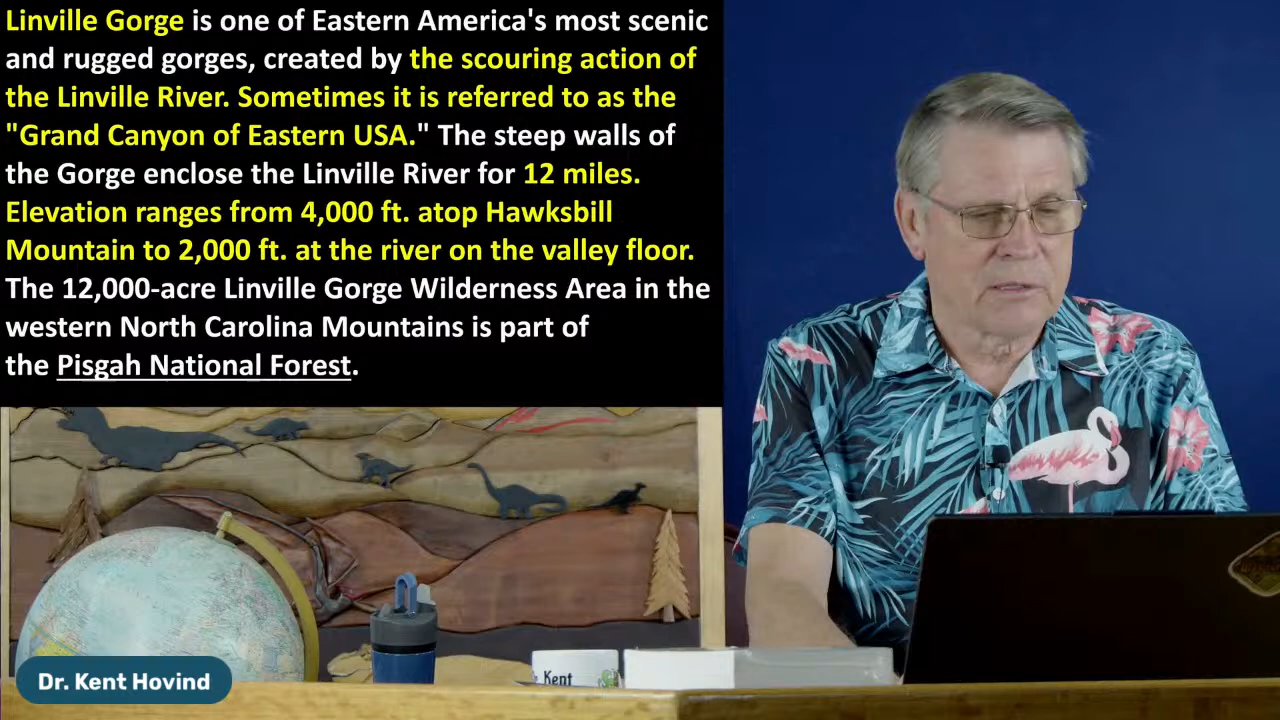 Linville Gorge is one of Eastern America's most scenic
and rugged gorges, created by the scouring action of
the Linville River. Sometimes it is referred to as the
"Grand Canyon of Eastern USA." The steep walls of
the Gorge enclose the Linville River for 12 miles.
Elevation ranges from 4,000 ft. atop Hawksbill
Mountain to 2,000 ft. at the river on the valley floor.
The 12,000-acre Linville Gorge Wilderness Area in the
western North Carolina Mountains is part of
the Pisgah National Forest.
Kent
Dr. Kent Hovind